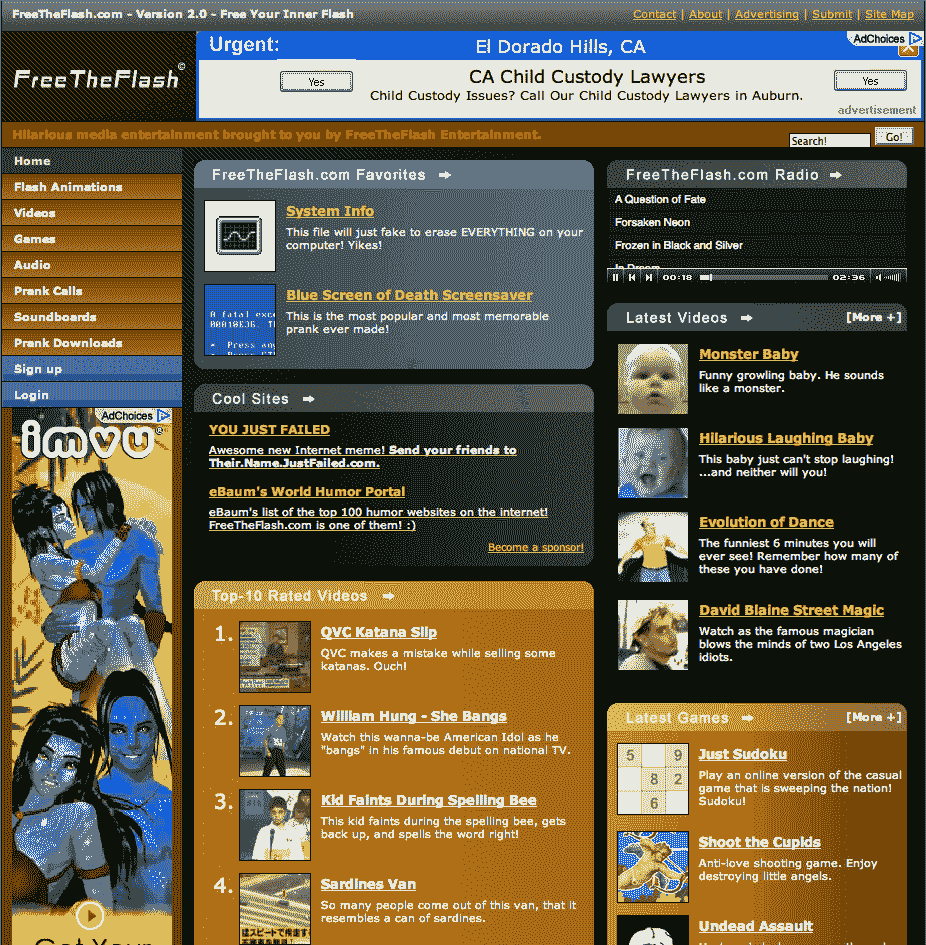 FreeTheFlash.com - Version 2.0 - Free Your Inner Flash
Contact | About | Advertising | Submit | Site Map
FreeTheFlash©
Urgent:
El Dorado Hills, CA
AdChoices
Yes
CA Child Custody Lawyers
Child Custody Issues? Call Our Child Custody Lawyers in Auburn.
Yes
advertisement
Hilarious media entertainment brought to you by FreeTheFlash Entertainment.
Search!
Go!
Home
Flash Animations
Videos
Games
Audio
Prank Calls
Soundboards
Prank Downloads
Sign up
Login
AdChoices
imvu®
FreeTheFlash.com Favorites
System Info
This file will just fake to erase EVERYTHING on your
computer! Yikes!
A fatal exce
00010E36. T
* Press any
Blue Screen of Death Screensaver
This is the most popular and most memorable
prank ever made!
Cool Sites
YOU JUST FAILED
Awesome new Internet meme! Send your friends to
Their.Name.JustFailed.com.
eBaum's World Humor Portal
eBaum's list of the top 100 humor websites on the internet!
FreeTheFlash.com is one of them! :)
Become a sponsor!
Top-10 Rated Videos
1.
QVC Katana Slip
QVC makes a mistake while selling some
katanas. Ouch!
2.
William Hung - She Bangs
Watch this wanna-be American Idol as he
"bangs" in his famous debut on national TV.
3.
Kid Faints During Spelling Bee
This kid faints during the spelling bee, gets
back up, and spells the word right!
4.
Sardines Van
So many people come out of this van, that it
resembles a can of sardines.
FreeTheFlash.com Radio
A Question of Fate
Forsaken Neon
Frozen in Black and Silver
00:18
02:36
Latest Videos
[More +]
Monster Baby
Funny growling baby. He sounds
like a monster.
Hilarious Laughing Baby
This baby just can't stop laughing!
...and neither will you!
Evolution of Dance
The funniest 6 minutes you will
ever see! Remember how many of
these you have done!
David Blaine Street Magic
Watch as the famous magician
blows the minds of two Los Angeles
idiots.
Latest Games
[More +]
5 9
8 2
6
Just Sudoku
Play an online version of the casual
game that is sweeping the nation!
Sudoku!
Shoot the Cupids
Anti-love shooting game. Enjoy
destroying little angels.
Undead Assault